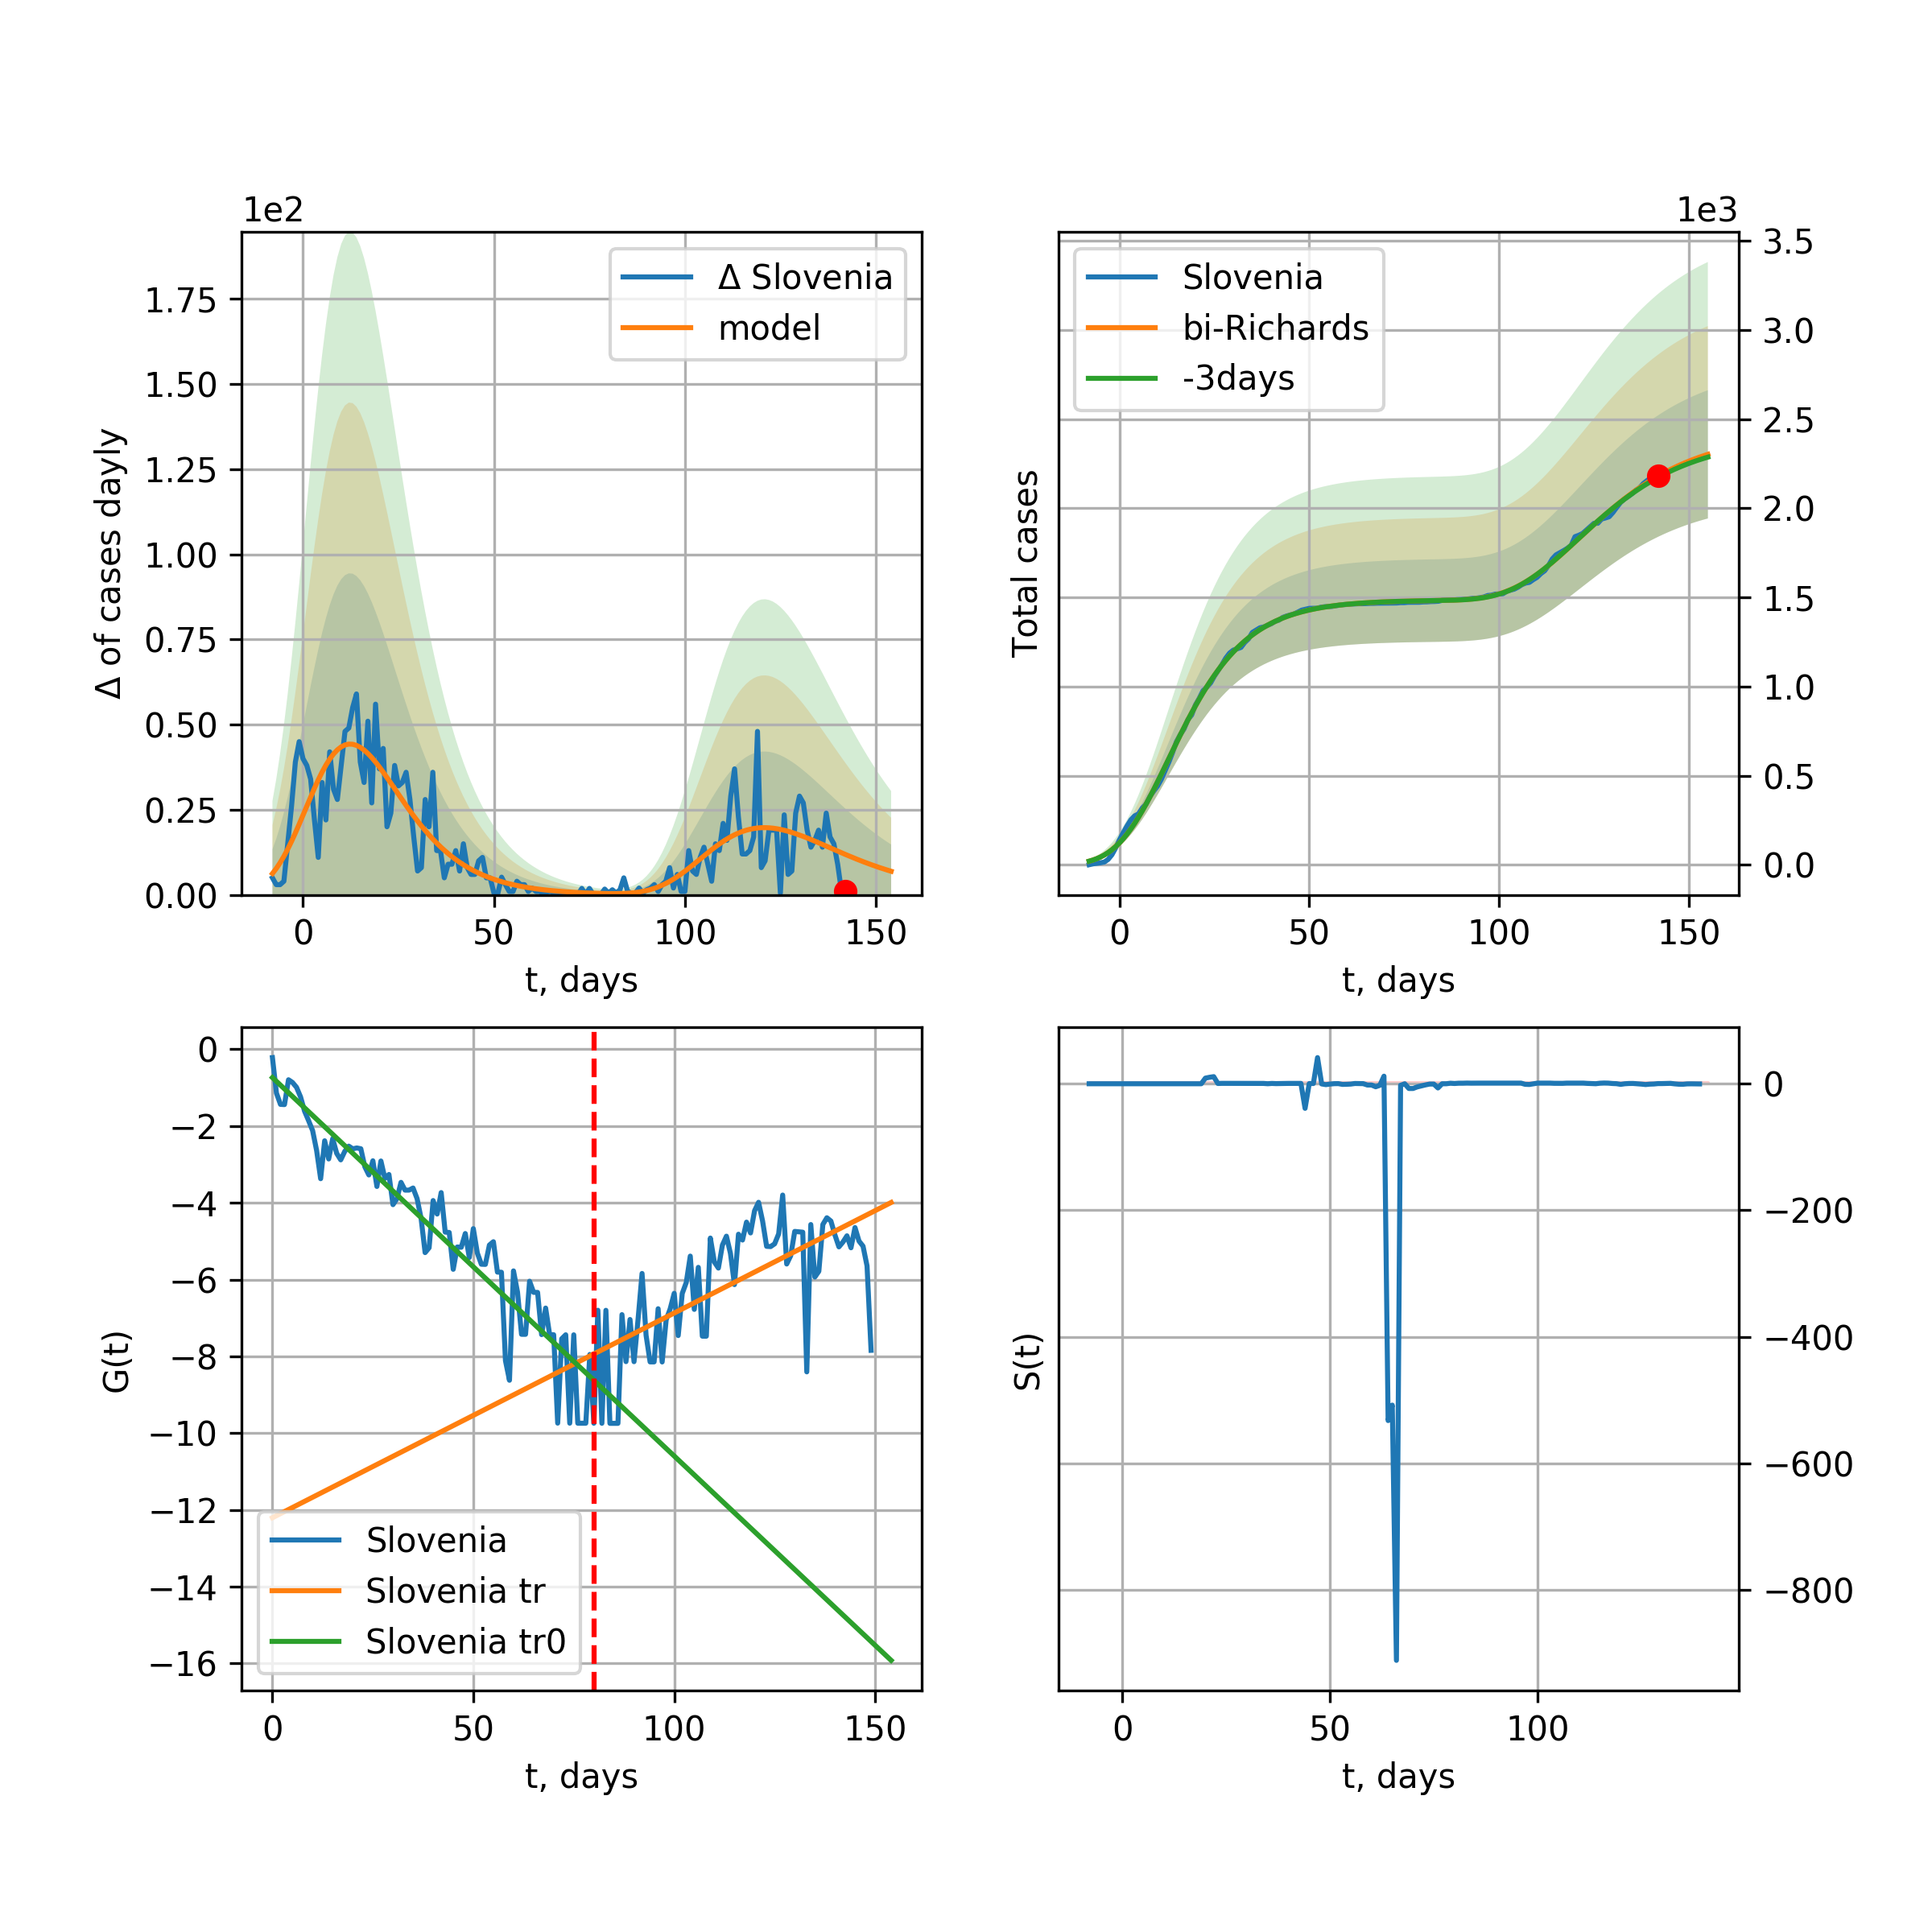 1e2
Δ of cases dayly
1.75
1.50
1.25
1.00
0.75
0.50
0.25
0.00
Δ Slovenia
model
0 50 100 150
t, days
1e3
Total cases
3.5
3.0
2.5
2.0
1.5
1.0
0.5
0.0
Slovenia
bi-Richards
-3days
0 50 100 150
t, days
G(t)
0
−2
−4
−6
−8
−10
−12
−14
−16
Slovenia
Slovenia tr
Slovenia tr0
0 50 100 150
t, days
S(t)
0
−200
−400
−600
−800
0 50 100
t, days